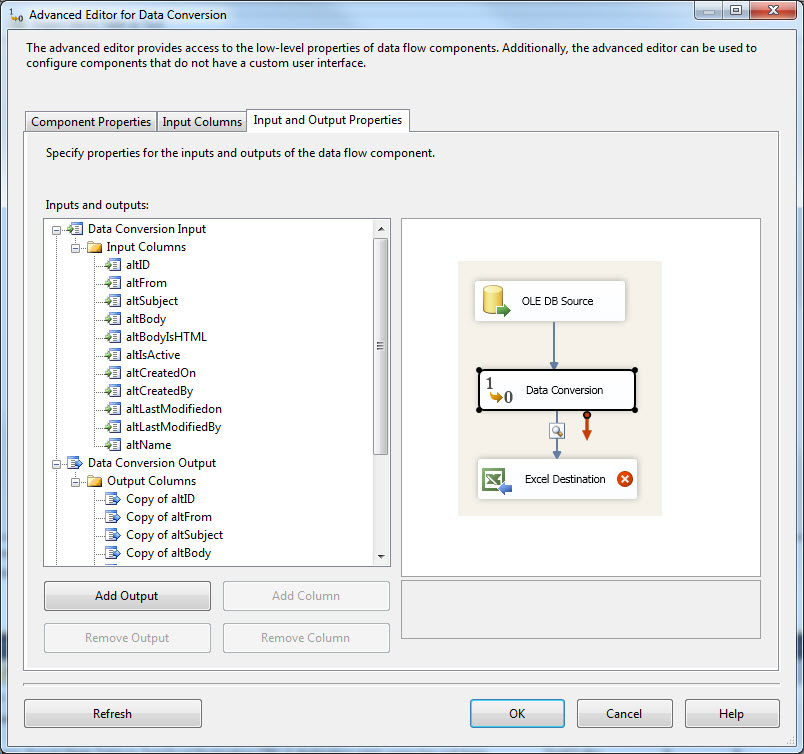 Advanced Editor for Data Conversion
The advanced editor provides access to the low-level properties of data flow components. Additionally, the advanced editor can be used to
configure components that do not have a custom user interface.
Component Properties
Input Columns
Input and Output Properties
Specify properties for the inputs and outputs of the data flow component.
Inputs and outputs:
Data Conversion Input
Input Columns
altID
altFrom
altSubject
altBody
altBodyIsHTML
altIsActive
altCreatedOn
altCreatedBy
altLastModifiedon
altLastModifiedBy
altName
Data Conversion Output
Output Columns
Copy of altID
Copy of altFrom
Copy of altSubject
Copy of altBody
OLE DB Source
1
0
Data Conversion
Excel Destination
Add Output
Add Column
Remove Output
Remove Column
Refresh
OK
Cancel
Help